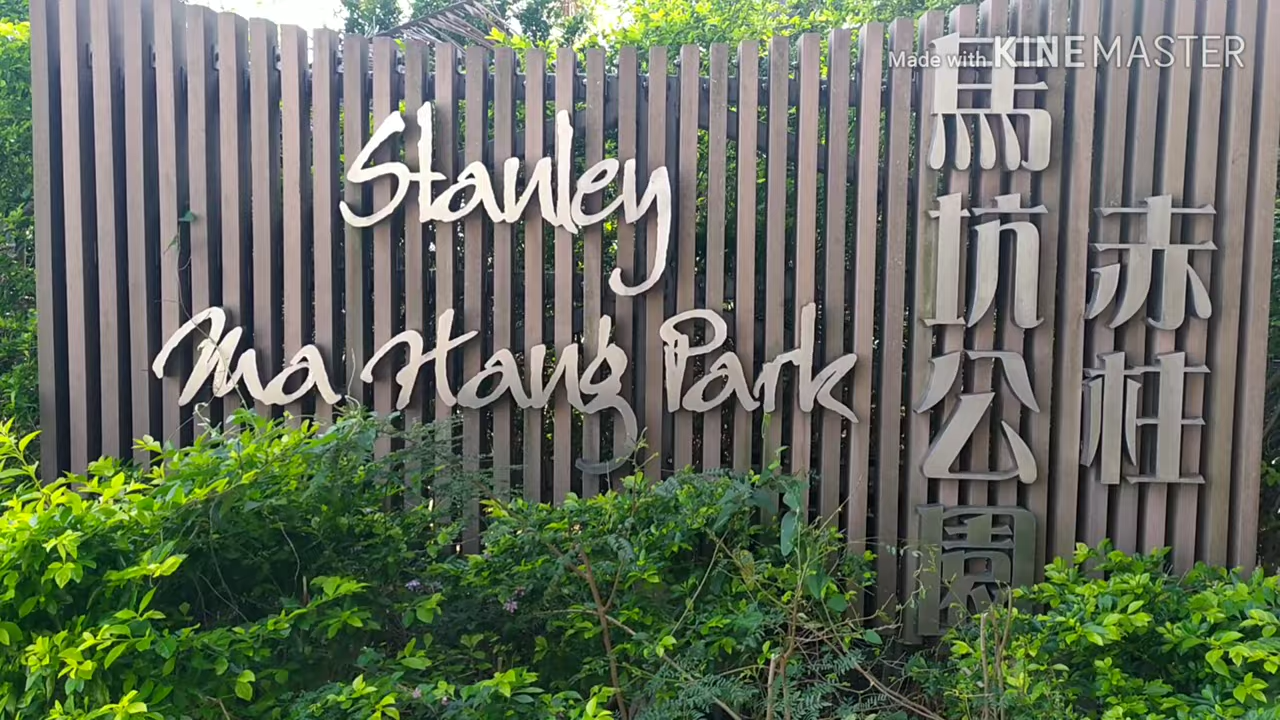 Made with KINEMASTER
Stanley
Ma Hang Park
赤柱
馬坑公園